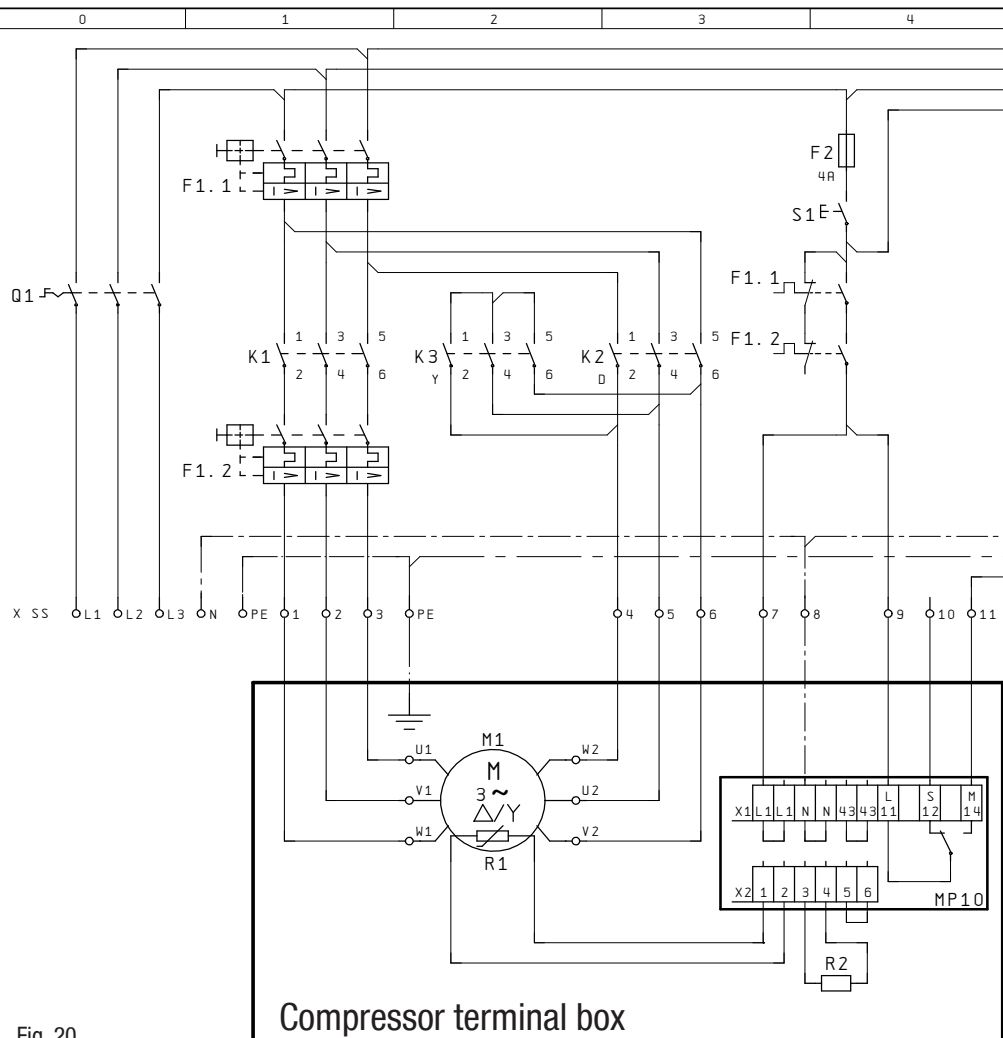 0 1 2 3 4
F2
4A
F1. 1 I > I > I >
S1 E
F1. 1
Q1
1 3 5 1 3 5 1 3 5
K1 K3 K2 F1. 2
2 4 6 Y 2 4 6 D 2 4 6
F1. 2 I > I > I >
X SS L1 L2 L3 N PE 1 2 3 PE 4 5 6 7 8 9 10 11
M1
U1 W2
M
3 ~
V1 U2
△/Y
L S M
X1 L1 L1 N N 43 43 11 12 14
W1 V2
R1
X2 1 2 3 4 5 6
MP10
R2
Compressor terminal box